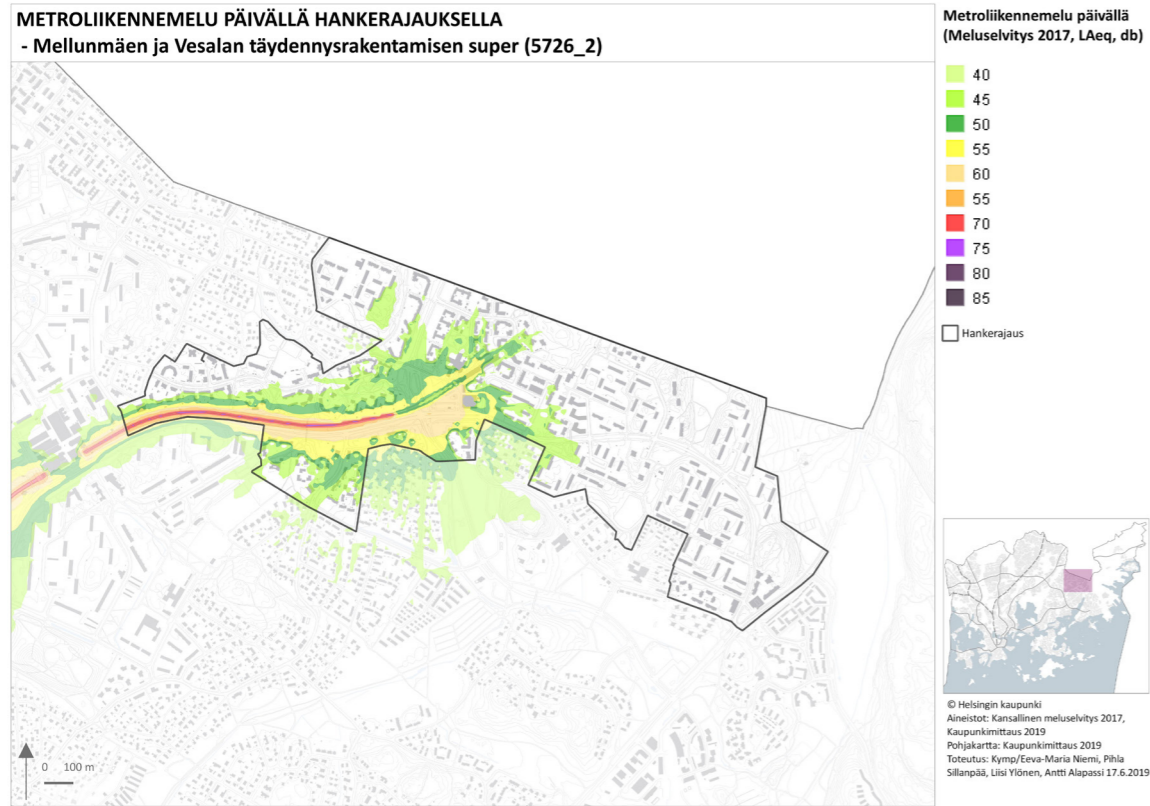 METROLIIKENNEMELU PÄIVÄLLÄ HANKERAJAUKSELLA
- Mellunmäen ja Vesalan täydennysrakentamisen super (5726_2)
Metroliikennemelu päivällä
(Meluselvitys 2017, LAeq, db)
40
45
50
55
60
55
70
75
80
85
Hankerajaus
0 100 m
© Helsingin kaupunki
Aineistot: Kansallinen meluselvitys 2017,
Kaupunkimittaus 2019
Pohjakartta: Kaupunkimittaus 2019
Toteutus: Kymp/Eeva-Maria Niemi, Pihla
Sillanpää, Liisi Ylönen, Antti Alapassi 17.6.2019